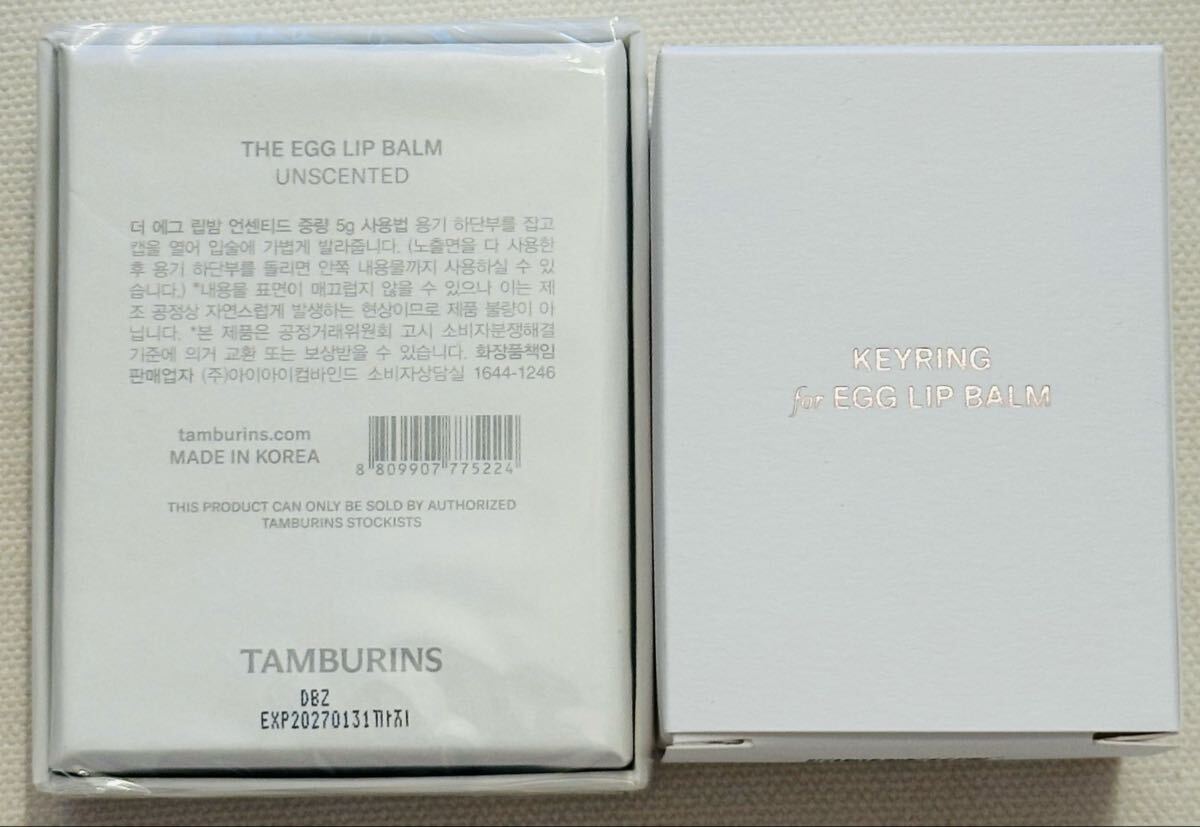 THE EGG LIP BALM
UNSCENTED
더 에그 립밤 언센티드 중량 5g 사용법 용기 하단부를 잡고
캡을 열어 입술에 가볍게 발라줍니다. (노출면을 다 사용한
후 용기 하단부를 돌리면 안쪽 내용물까지 사용하실 수 있
습니다.) *내용물 표면이 매끄럽지 않을 수 있으나 이는 제
조 공정상 자연스럽게 발생하는 현상이므로 제품 불량이 아
닙니다. *본 제품은 공정거래위원회 고시 소비자분쟁해결
기준에 의거 교환 또는 보상받을 수 있습니다. 화장품책임
판매업자 (주)아이아이컴바인드 소비자상담실 1644-1246
tamburins.com
MADE IN KOREA
8 809907 775224
THIS PRODUCT CAN ONLY BE SOLD BY AUTHORIZED
TAMBURINS STOCKISTS
TAMBURINS
DB2
EXP20270131까지
KEYRING
for EGG LIP BALM